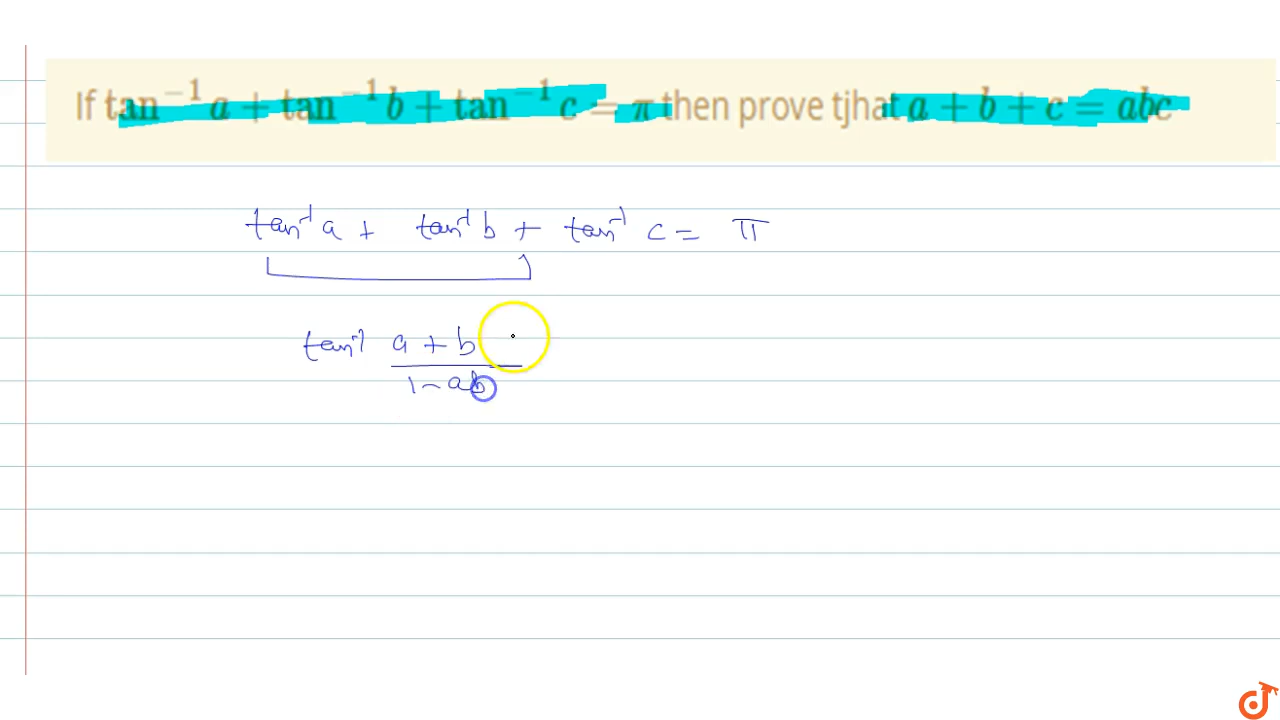 If tan⁻¹ a + tan⁻¹ b + tan⁻¹ c = π then prove tjhat a + b + c = abc
tan⁻¹ a + tan⁻¹ b + tan⁻¹ c = π
tan⁻¹ a + b
1 - ab